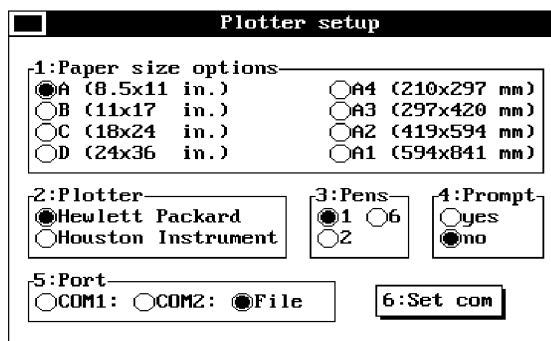 Plotter setup
1:Paper size options
A (8.5x11 in.) A4 (210x297 mm)
B (11x17 in.) A3 (297x420 mm)
C (18x24 in.) A2 (419x594 mm)
D (24x36 in.) A1 (594x841 mm)
2:Plotter 3:Pens 4:Prompt
Hewlett Packard 1 6 yes
Houston Instrument 2 no
5:Port
COM1: COM2: File 6:Set com